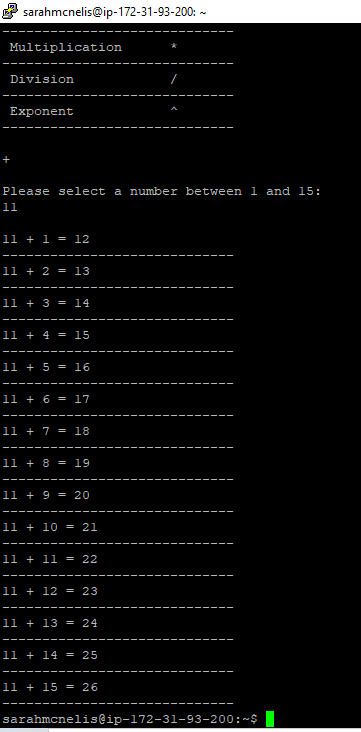 sarahmcnelis@ip-172-31-93-200: ~
-----------------------------
Multiplication      *
-----------------------------
Division            /
-----------------------------
Exponent            ^
-----------------------------
+
Please select a number between 1 and 15:
11
11 + 1 = 12
-----------------------------
11 + 2 = 13
-----------------------------
11 + 3 = 14
-----------------------------
11 + 4 = 15
-----------------------------
11 + 5 = 16
-----------------------------
11 + 6 = 17
-----------------------------
11 + 7 = 18
-----------------------------
11 + 8 = 19
-----------------------------
11 + 9 = 20
-----------------------------
11 + 10 = 21
-----------------------------
11 + 11 = 22
-----------------------------
11 + 12 = 23
-----------------------------
11 + 13 = 24
-----------------------------
11 + 14 = 25
-----------------------------
11 + 15 = 26
-----------------------------
sarahmcnelis@ip-172-31-93-200:~$